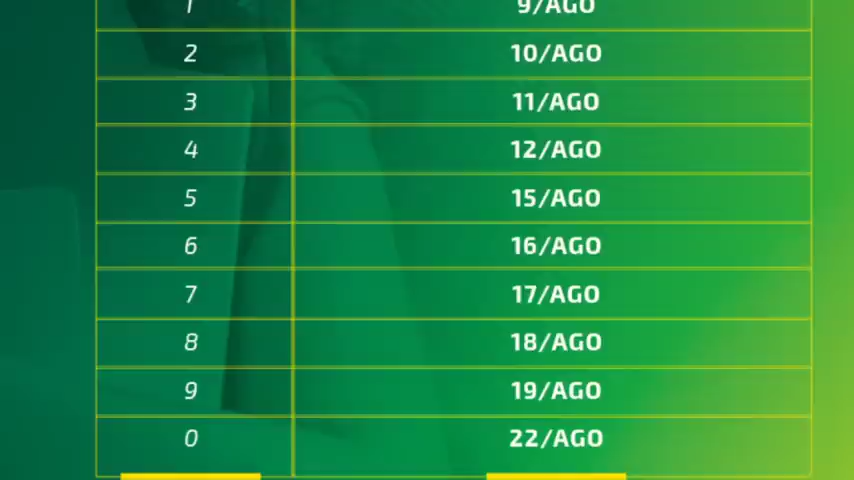 1 9/AGO
2 10/AGO
3 11/AGO
4 12/AGO
5 15/AGO
6 16/AGO
7 17/AGO
8 18/AGO
9 19/AGO
0 22/AGO